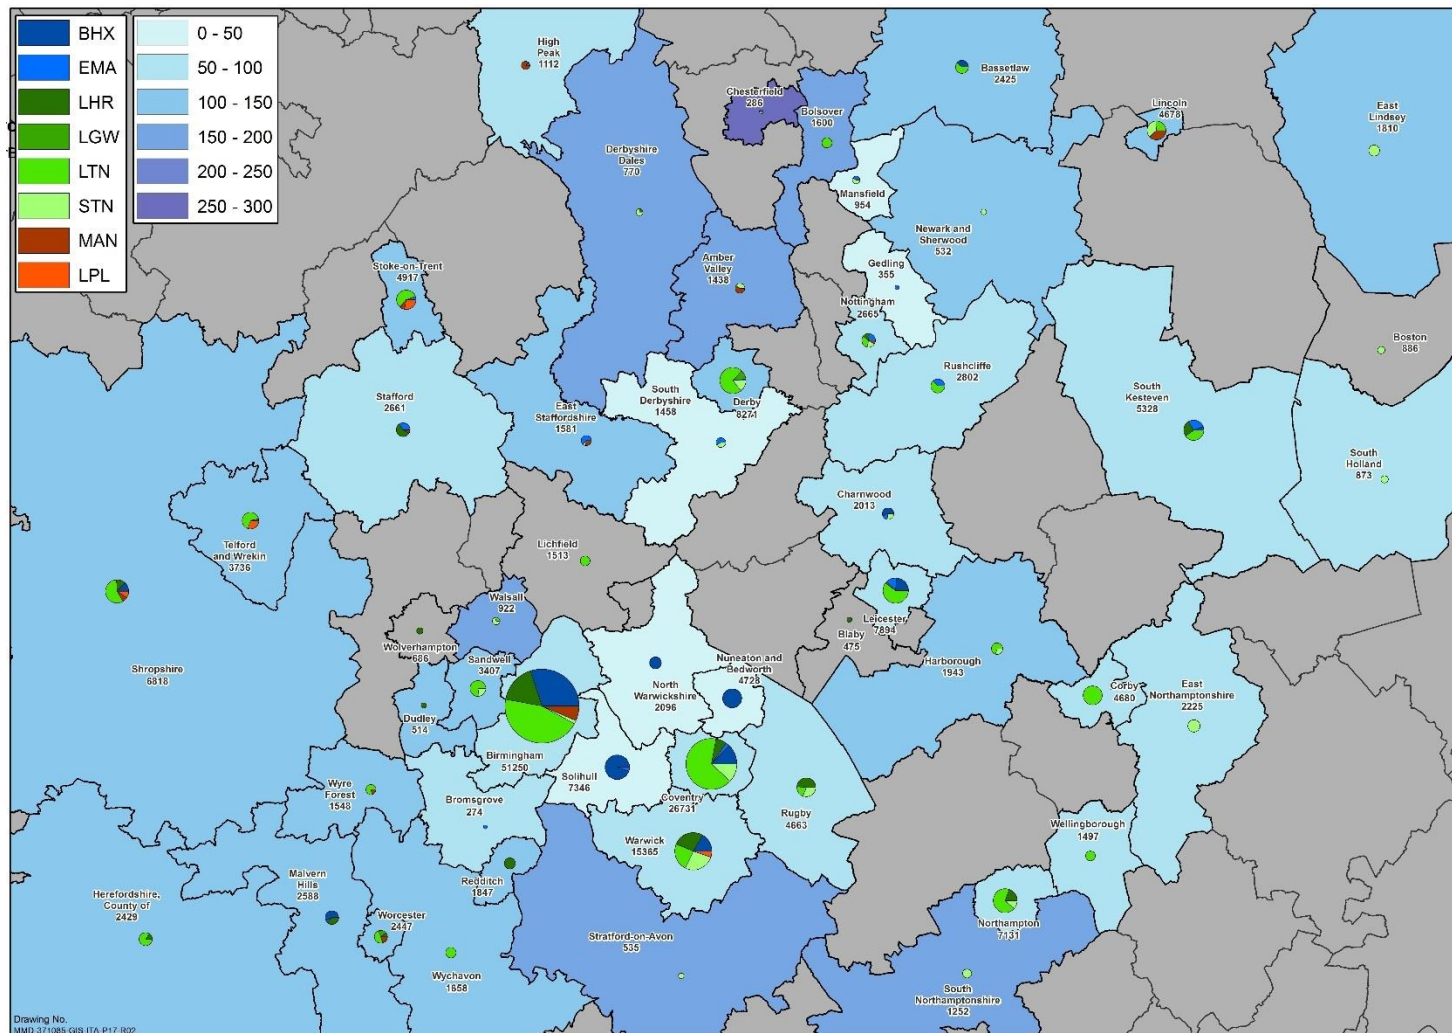 BHX
EMA
LHR
LGW
LTN
STN
MAN
LPL
0 - 50
50 - 100
100 - 150
150 - 200
200 - 250
250 - 300
High
Peak
1112
Chesterfield
286
Bolsover
1600
Bassetlaw
2425
Lincoln
4678
East
Lindsey
1810
Derbyshire
Dales
770
Mansfield
954
Newark and
Sherwood
532
Stoke-on-Trent
4917
Amber
Valley
1438
Gedling
355
Nottingham
2665
Boston
886
Rushcliffe
2802
Stafford
2661
East
Staffordshire
1581
South
Derbyshire
1458
Derby
8271
South
Kesteven
5328
South
Holland
873
Charnwood
2013
Telford
and Wrekin
3736
Lichfield
1513
Walsall
922
Wolverhampton
686
Sandwell
3407
Leicester
7894
Blaby
475
Harborough
1943
Shropshire
6818
Dudley
514
Birmingham
51250
North
Warwickshire
2096
Nuneaton and
Bedworth
4728
Corby
4680
East
Northamptonshire
2225
Solihull
7346
Coventry
26731
Rugby
4663
Wyre
Forest
1548
Bromsgrove
274
Warwick
15365
Wellingborough
1497
Redditch
1847
Malvern
Hills
2588
Herefordshire,
County of
2429
Worcester
2447
Wychavon
1658
Stratford-on-Avon
535
Northampton
7131
South
Northamptonshire
1252
Drawing No.
MMD-371085-GIS-ITA-P17-R02